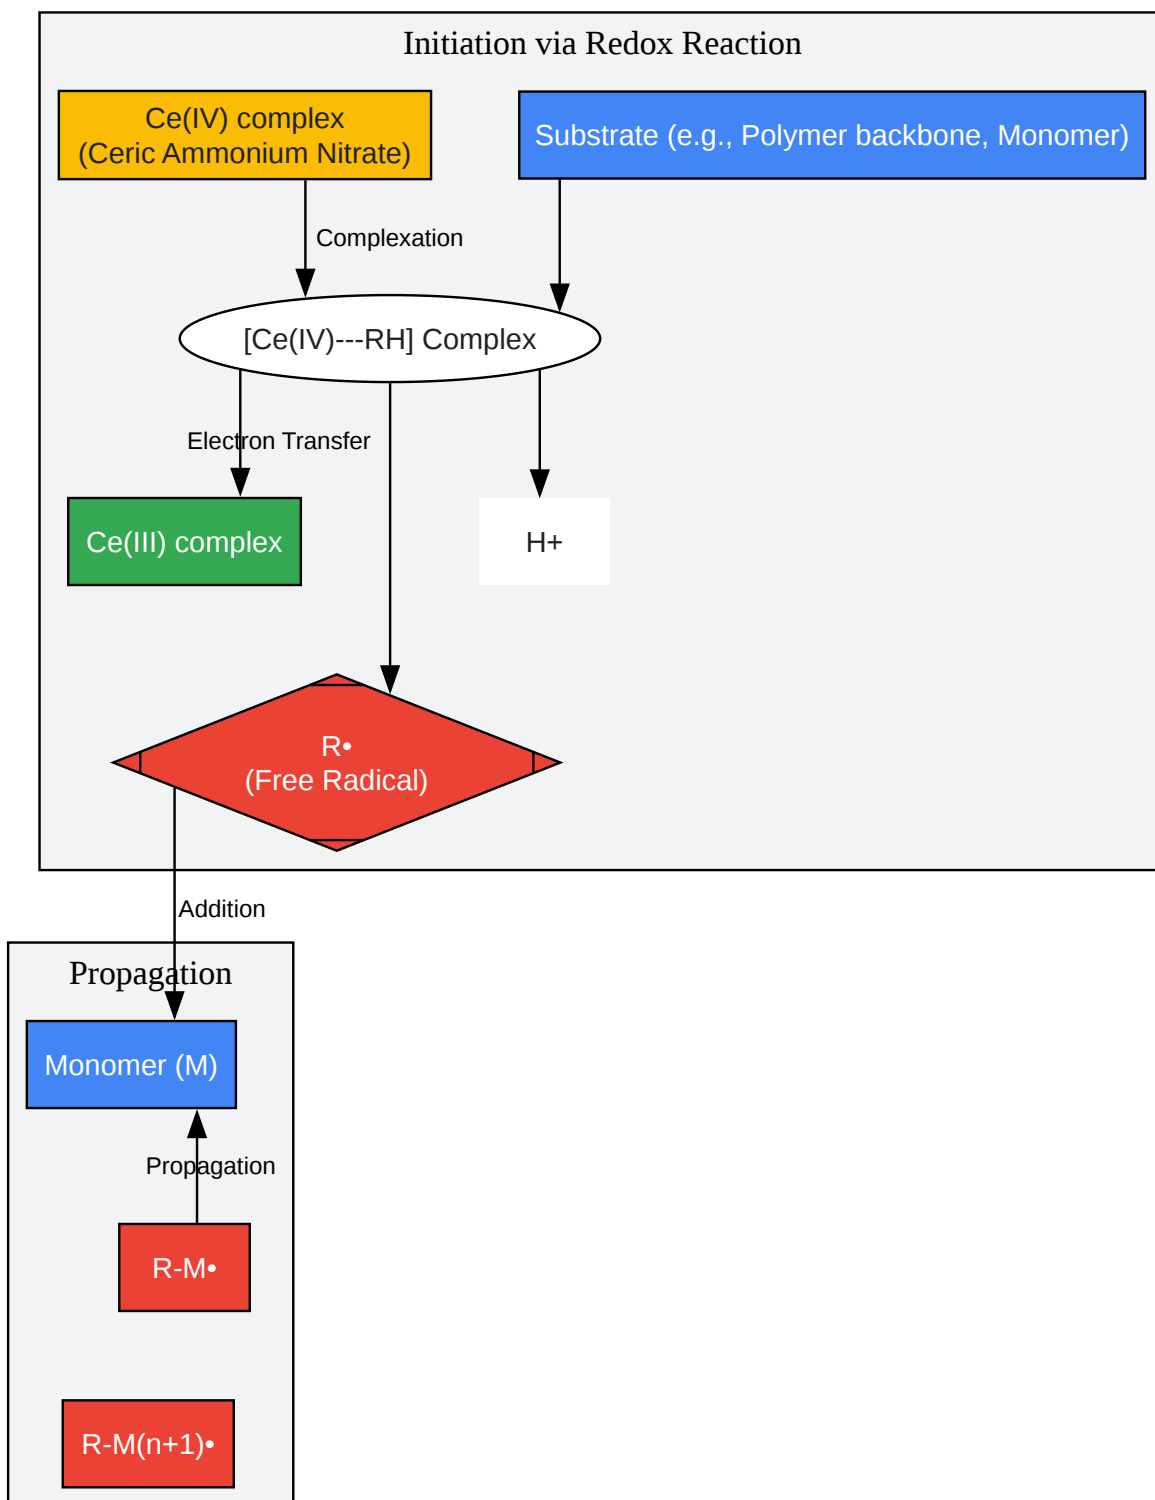 Initiation via Redox Reaction
Ce(IV) complex
(Ceric Ammonium Nitrate)
Substrate (e.g., Polymer backbone, Monomer)
Complexation
[Ce(IV)---RH] Complex
Electron Transfer
Ce(III) complex
H+
R•
(Free Radical)
Addition
Propagation
Monomer (M)
Propagation
R-M•
R-M(n+1)•